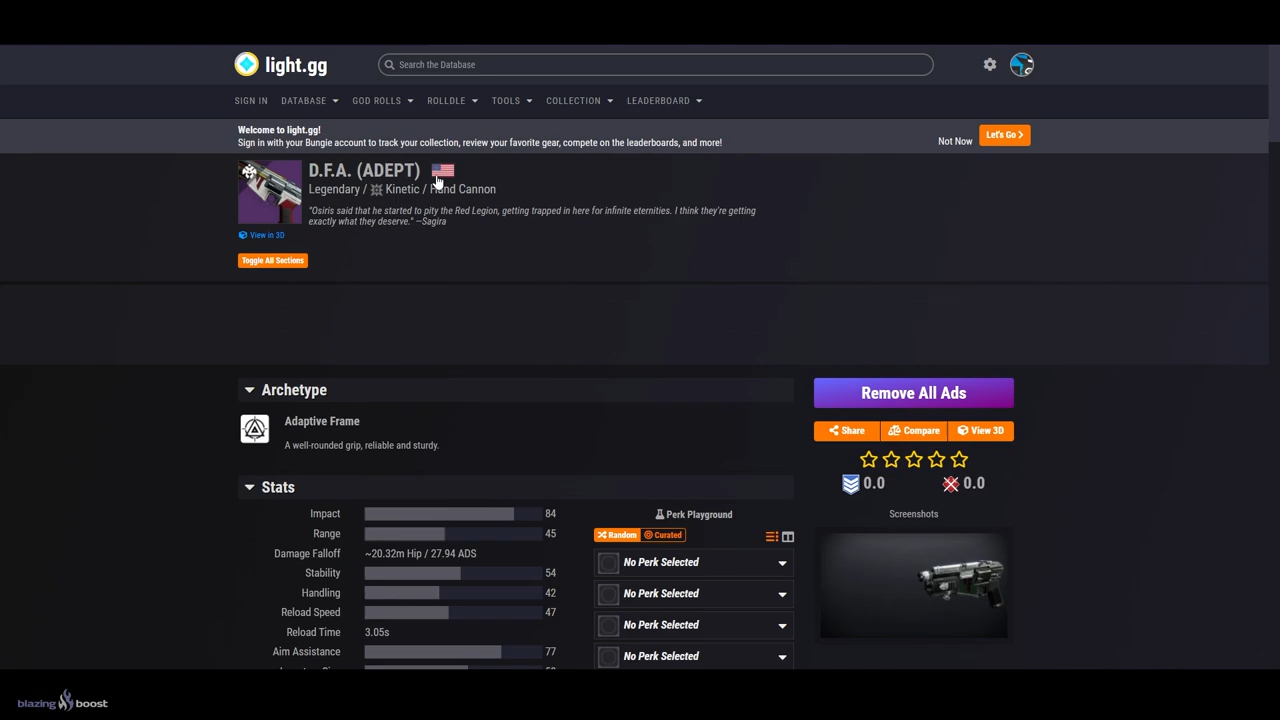 light.gg
Search the Database
SIGN IN DATABASE GOD ROLLS ROLLDLE TOOLS COLLECTION LEADERBOARD
Welcome to light.gg!
Sign in with your Bungie account to track your collection, review your favorite gear, compete on the leaderboards, and more!
Not Now
Let's Go
D.F.A. (ADEPT)
Legendary / Kinetic / Hand Cannon
"Osiris said that he started to pity the Red Legion, getting trapped in here for infinite eternities. I think they're getting
exactly what they deserve." —Sagira
View in 3D
Toggle All Sections
Archetype
Adaptive Frame
A well-rounded grip, reliable and sturdy.
Remove All Ads
Share Compare View 3D
0.0 0.0
Screenshots
Stats
Impact 84
Range 45
Damage Falloff ~20.32m Hip / 27.94 ADS
Stability 54
Handling 42
Reload Speed 47
Reload Time 3.05s
Aim Assistance 77
Perk Playground
Random Curated
No Perk Selected
No Perk Selected
No Perk Selected
No Perk Selected
blazing boost